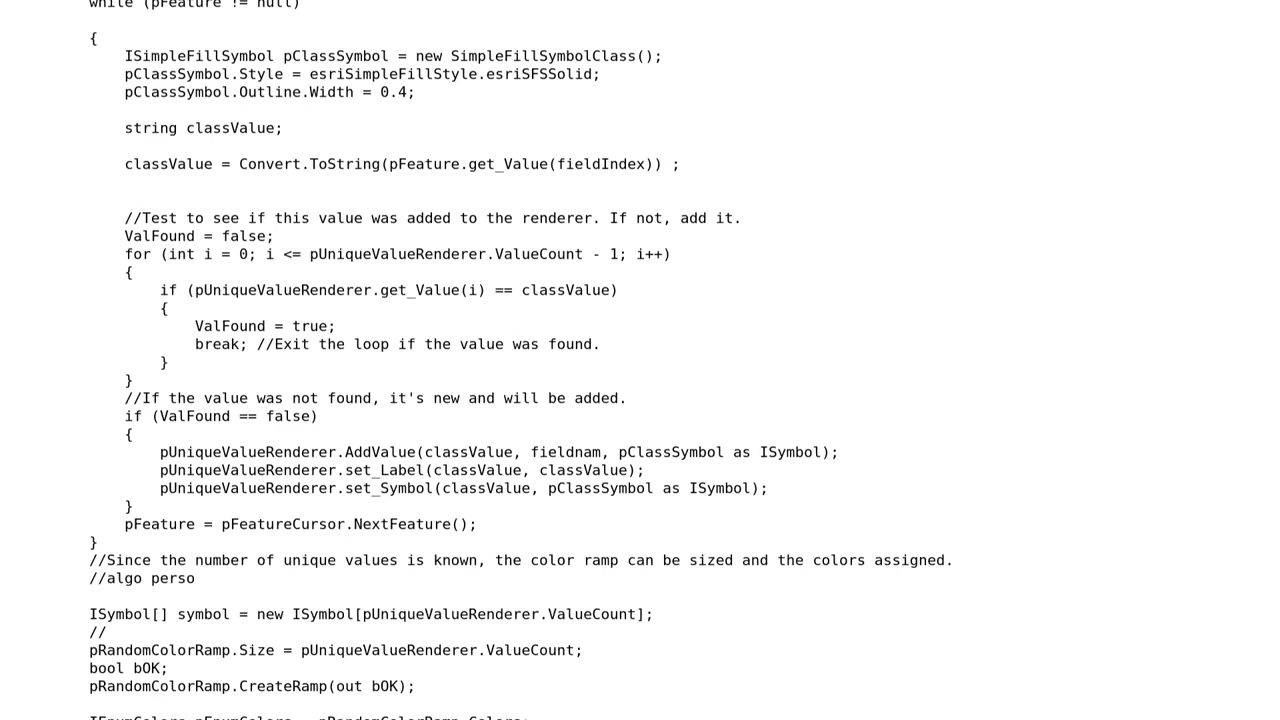 while (pFeature != null)
{
ISimpleFillSymbol pClassSymbol = new SimpleFillSymbolClass();
pClassSymbol.Style = esriSimpleFillStyle.esriSFSSolid;
pClassSymbol.Outline.Width = 0.4;
string classValue;
classValue = Convert.ToString(pFeature.get_Value(fieldIndex)) ;
//Test to see if this value was added to the renderer. If not, add it.
ValFound = false;
for (int i = 0; i <= pUniqueValueRenderer.ValueCount - 1; i++)
{
if (pUniqueValueRenderer.get_Value(i) == classValue)
{
ValFound = true;
break; //Exit the loop if the value was found.
}
}
//If the value was not found, it's new and will be added.
if (ValFound == false)
{
pUniqueValueRenderer.AddValue(classValue, fieldnam, pClassSymbol as ISymbol);
pUniqueValueRenderer.set_Label(classValue, classValue);
pUniqueValueRenderer.set_Symbol(classValue, pClassSymbol as ISymbol);
}
pFeature = pFeatureCursor.NextFeature();
}
//Since the number of unique values is known, the color ramp can be sized and the colors assigned.
//algo perso
ISymbol[] symbol = new ISymbol[pUniqueValueRenderer.ValueCount];
//
pRandomColorRamp.Size = pUniqueValueRenderer.ValueCount;
bool bOK;
pRandomColorRamp.CreateRamp(out bOK);
IEnumColors pEnumColors = pRandomColorRamp.Colors;